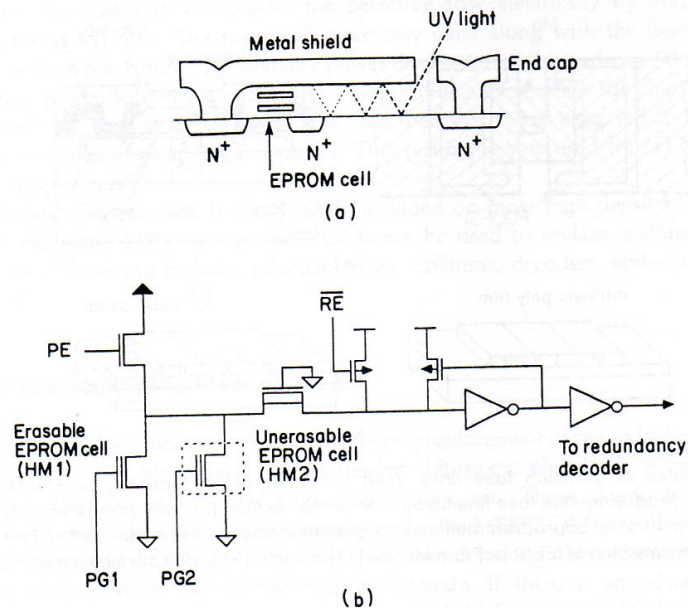 UV light
Metal shield
End cap
N+
N+
N+
EPROM cell
(a)
RE
PE
Erasable
EPROM cell
(HM1)
Unerasable
EPROM cell
(HM2)
To redundancy
decoder
PG1
PG2
(b)